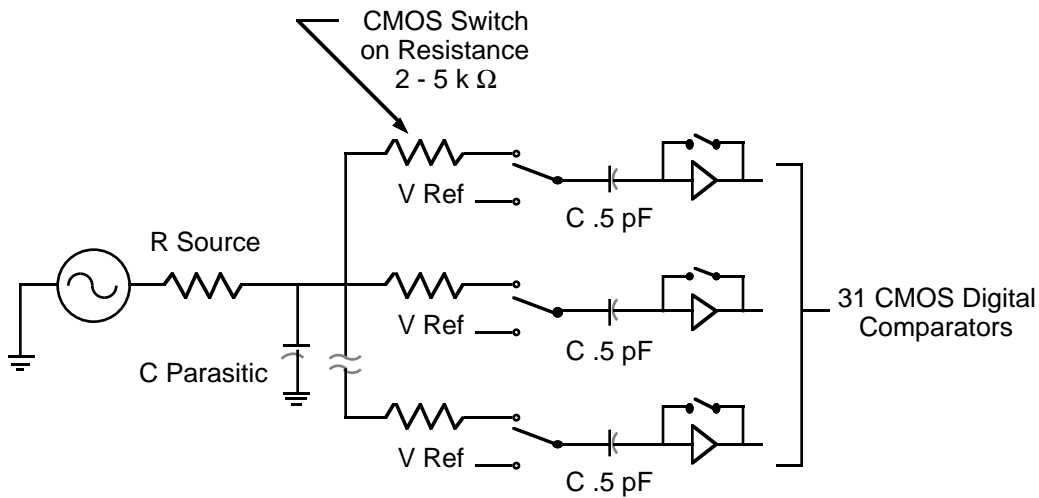 CMOS Switch
on Resistance
2 - 5 k Ω
V Ref
C .5 pF
R Source
V Ref
C .5 pF
31 CMOS Digital
Comparators
C Parasitic
V Ref
C .5 pF